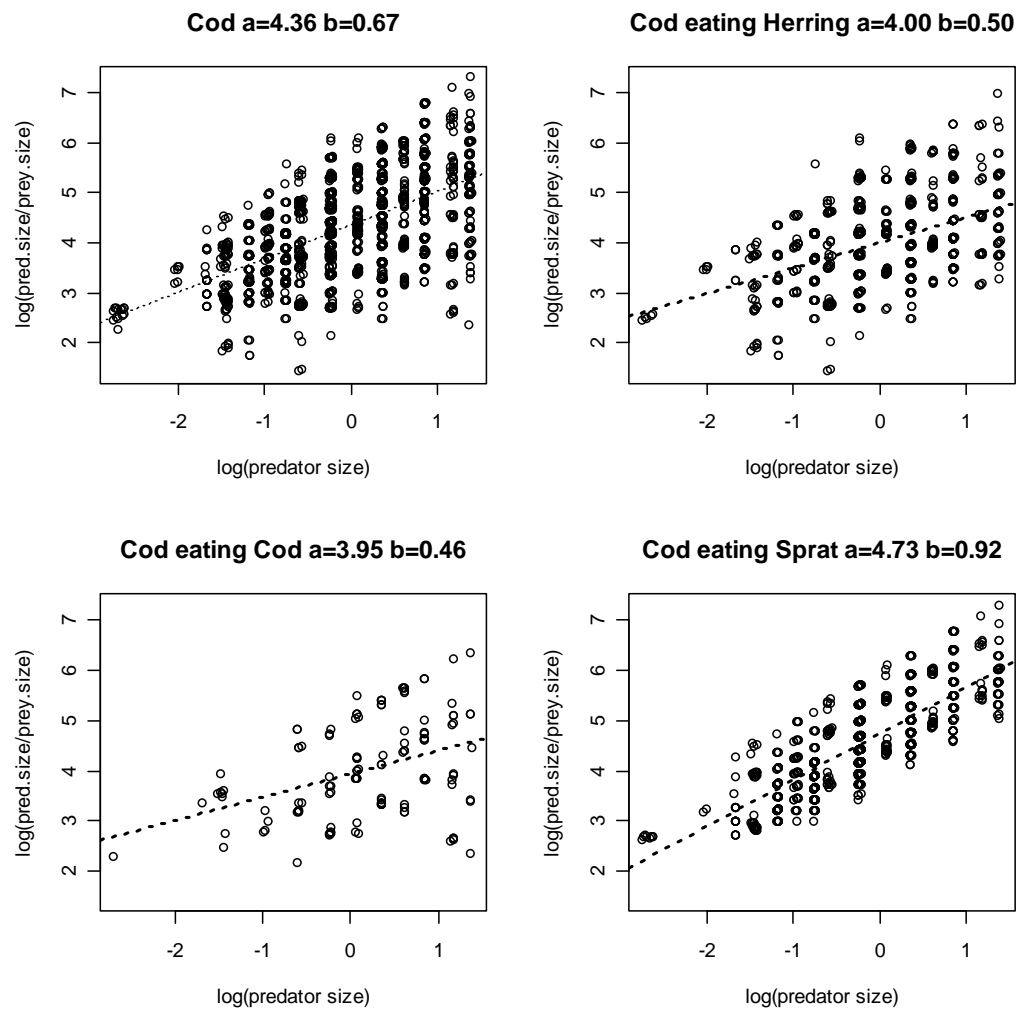 Cod a=4.36 b=0.67
log(pred.size/prey.size)
7
6
5
4
3
2
-2 -1 0 1
log(predator size)
Cod eating Herring a=4.00 b=0.50
log(pred.size/prey.size)
7
6
5
4
3
2
-2 -1 0 1
log(predator size)
Cod eating Cod a=3.95 b=0.46
log(pred.size/prey.size)
7
6
5
4
3
2
-2 -1 0 1
log(predator size)
Cod eating Sprat a=4.73 b=0.92
log(pred.size/prey.size)
7
6
5
4
3
2
-2 -1 0 1
log(predator size)